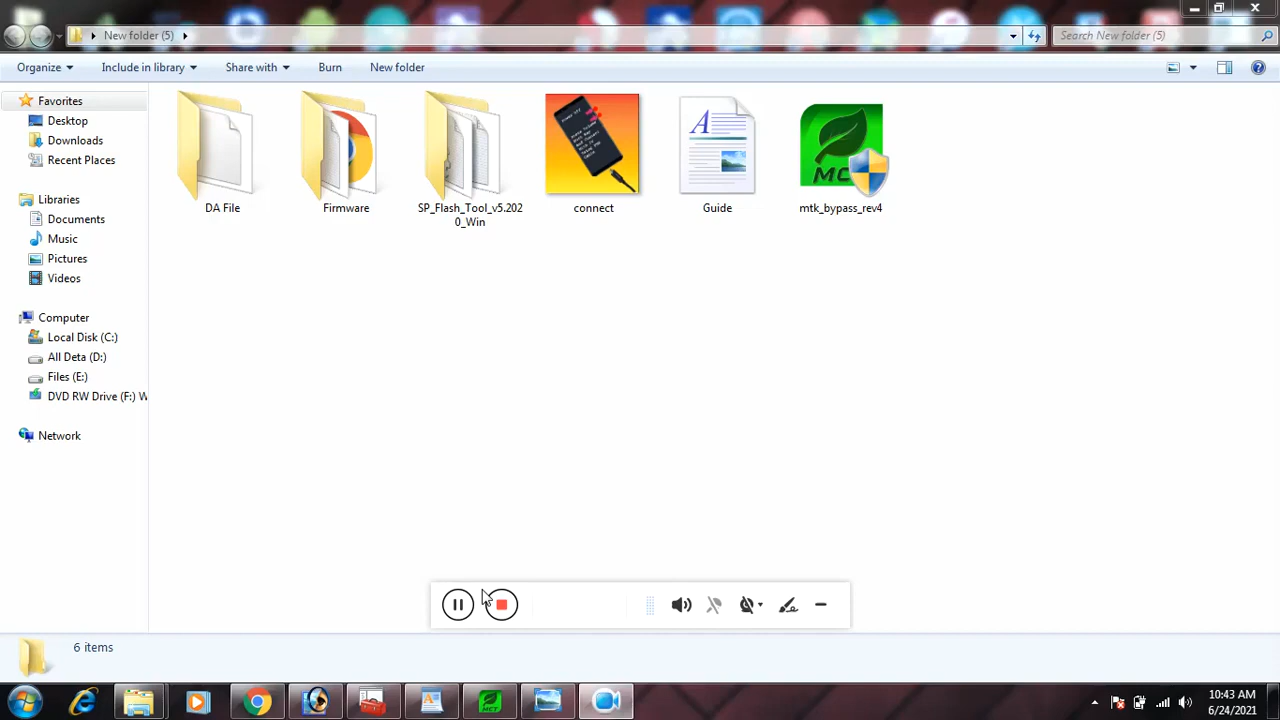 New folder (5)
Search New folder (5)
Organize
Include in library
Share with
Burn
New folder
Favorites
Desktop
Downloads
Recent Places
Libraries
Documents
Music
Pictures
Videos
Computer
Local Disk (C:)
All Deta (D:)
Files (E:)
DVD RW Drive (F:) W
Network
DA File
Firmware
SP_Flash_Tool_v5.202
0_Win
connect
Guide
A
MCT
mtk_bypass_rev4
6 items
MCT
10:43 AM
6/24/2021